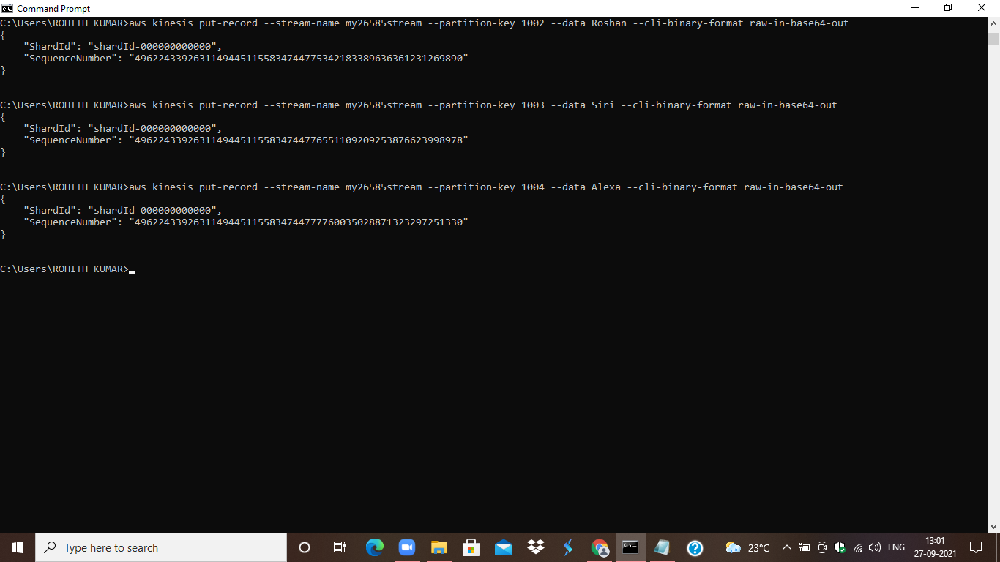 Command Prompt
C:\Users\ROHITH KUMAR>aws kinesis put-record --stream-name my26585stream --partition-key 1002 --data Roshan --cli-binary-format raw-in-base64-out
{
    "ShardId": "shardId-000000000000",
    "SequenceNumber": "49622433926311494451155834744775342183389636361231269890"
}
C:\Users\ROHITH KUMAR>aws kinesis put-record --stream-name my26585stream --partition-key 1003 --data Siri --cli-binary-format raw-in-base64-out
{
    "ShardId": "shardId-000000000000",
    "SequenceNumber": "49622433926311494451155834744776551109209253876623998978"
}
C:\Users\ROHITH KUMAR>aws kinesis put-record --stream-name my26585stream --partition-key 1004 --data Alexa --cli-binary-format raw-in-base64-out
{
    "ShardId": "shardId-000000000000",
    "SequenceNumber": "49622433926311494451155834744777760035028871323297251330"
}
C:\Users\ROHITH KUMAR>
Type here to search
23°C
ENG
13:01
27-09-2021